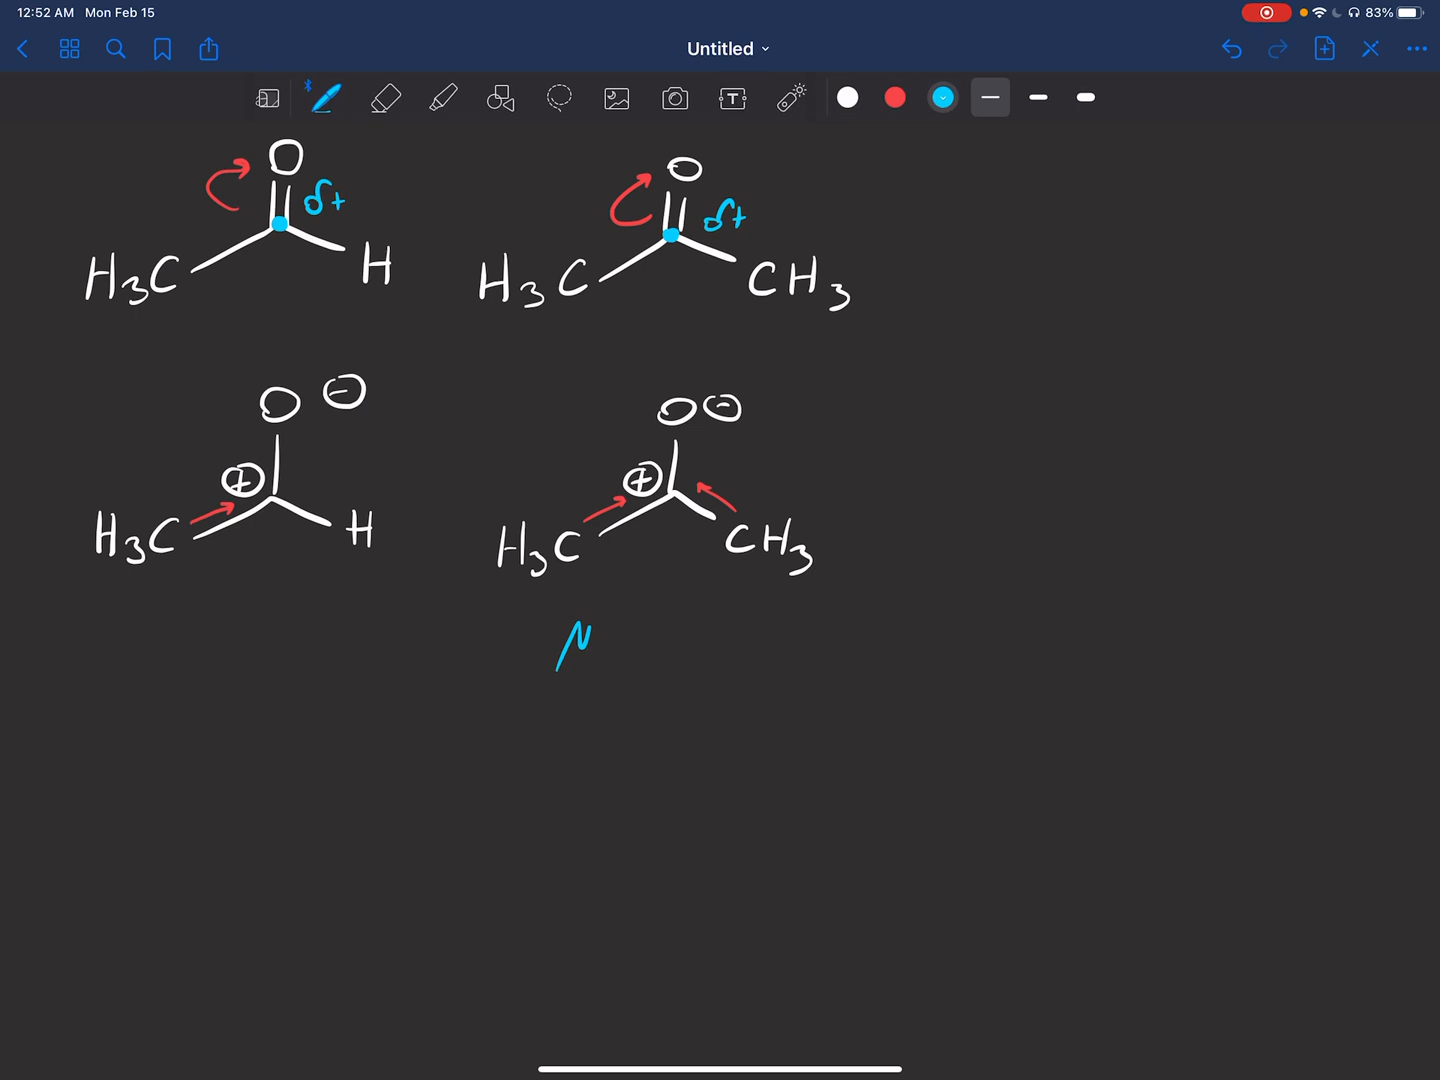 12:52 AM Mon Feb 15 83%
Untitled
T
O O
δ+ δ+
H₃C H H₃C CH₃
O ⊖ O ⊖
⊕ ⊕
H₃C H H₃C CH₃